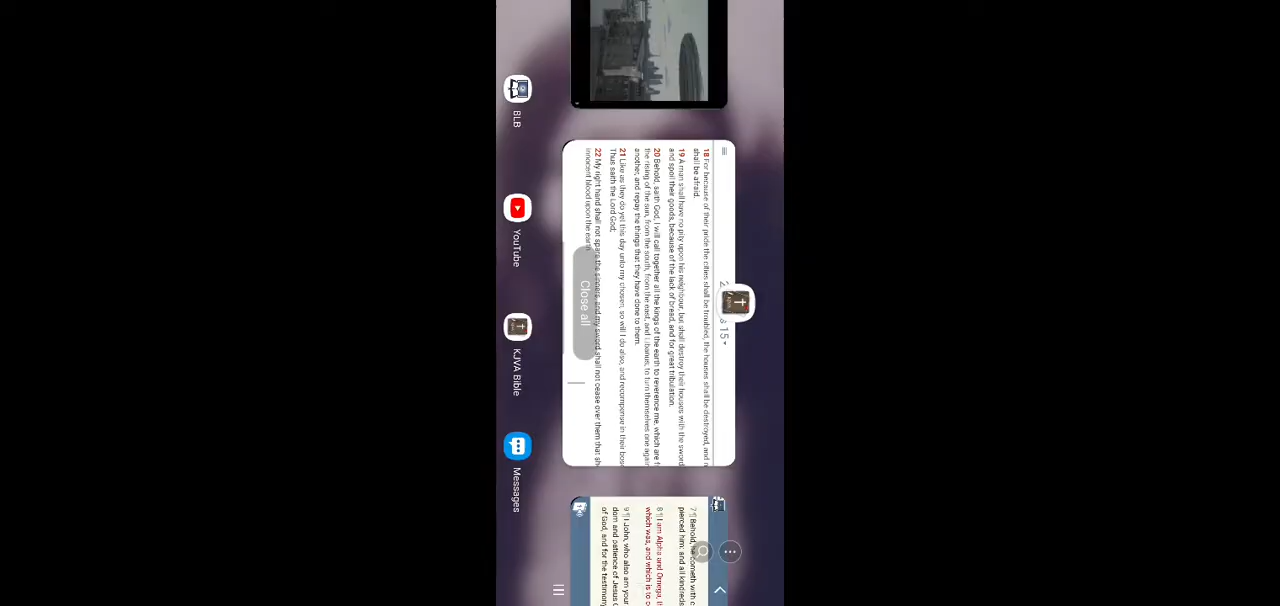 18 For because of their pride the cities shall be troubled, the houses shall be destroyed, and
shall be afraid.
19 A man shall have no pity upon his neighbour, but shall destroy their houses with the sword
and spoil their goods, because of the lack of bread, and for great tribulation.
20 Behold, saith God, I will call together all the kings of the earth to reverence me, which are
the rising of the sun, from the south, from the east, and Libanus; to turn themselves one
another, and repay the things that they have done to them.
21 Like as they do yet this day unto my chosen, so will I do also, and recompense in their
Thus saith the Lord God;
22 My right hand shall not spare the sinners, and my sword shall not cease over them that
innocent blood upon the earth.
15
Close all
7 ¶ Behold, he cometh with
pierced him: and all kindreds
8 ¶ I am Alpha and Omega,
which was, and which is to
9 ¶ I John, who also am your
dom and patience of Jesus
of God, and for the testimony
BLB
YouTube
KJVA Bible
Messages